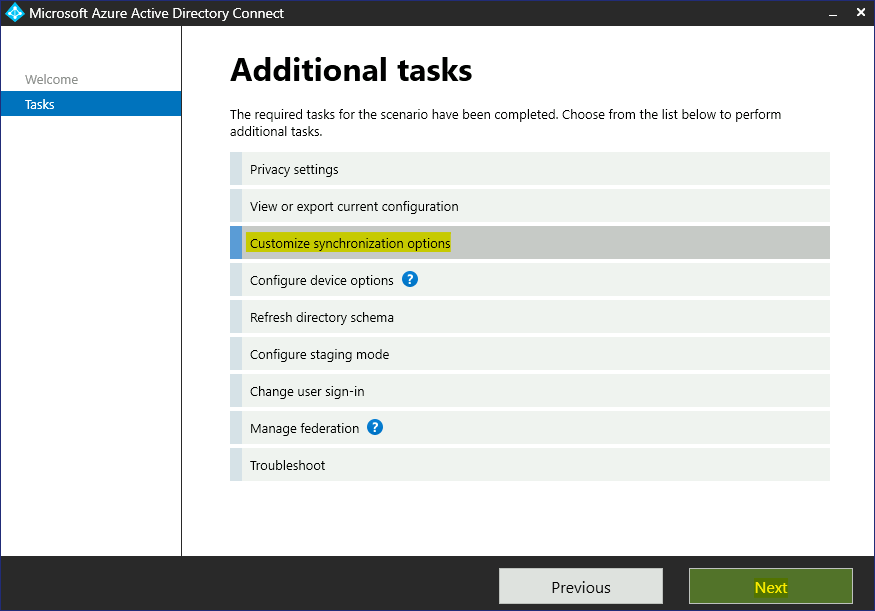 Microsoft Azure Active Directory Connect
Welcome
Tasks
Additional tasks
The required tasks for the scenario have been completed. Choose from the list below to perform
additional tasks.
Privacy settings
View or export current configuration
Customize synchronization options
Configure device options ?
Refresh directory schema
Configure staging mode
Change user sign-in
Manage federation ?
Troubleshoot
Previous
Next